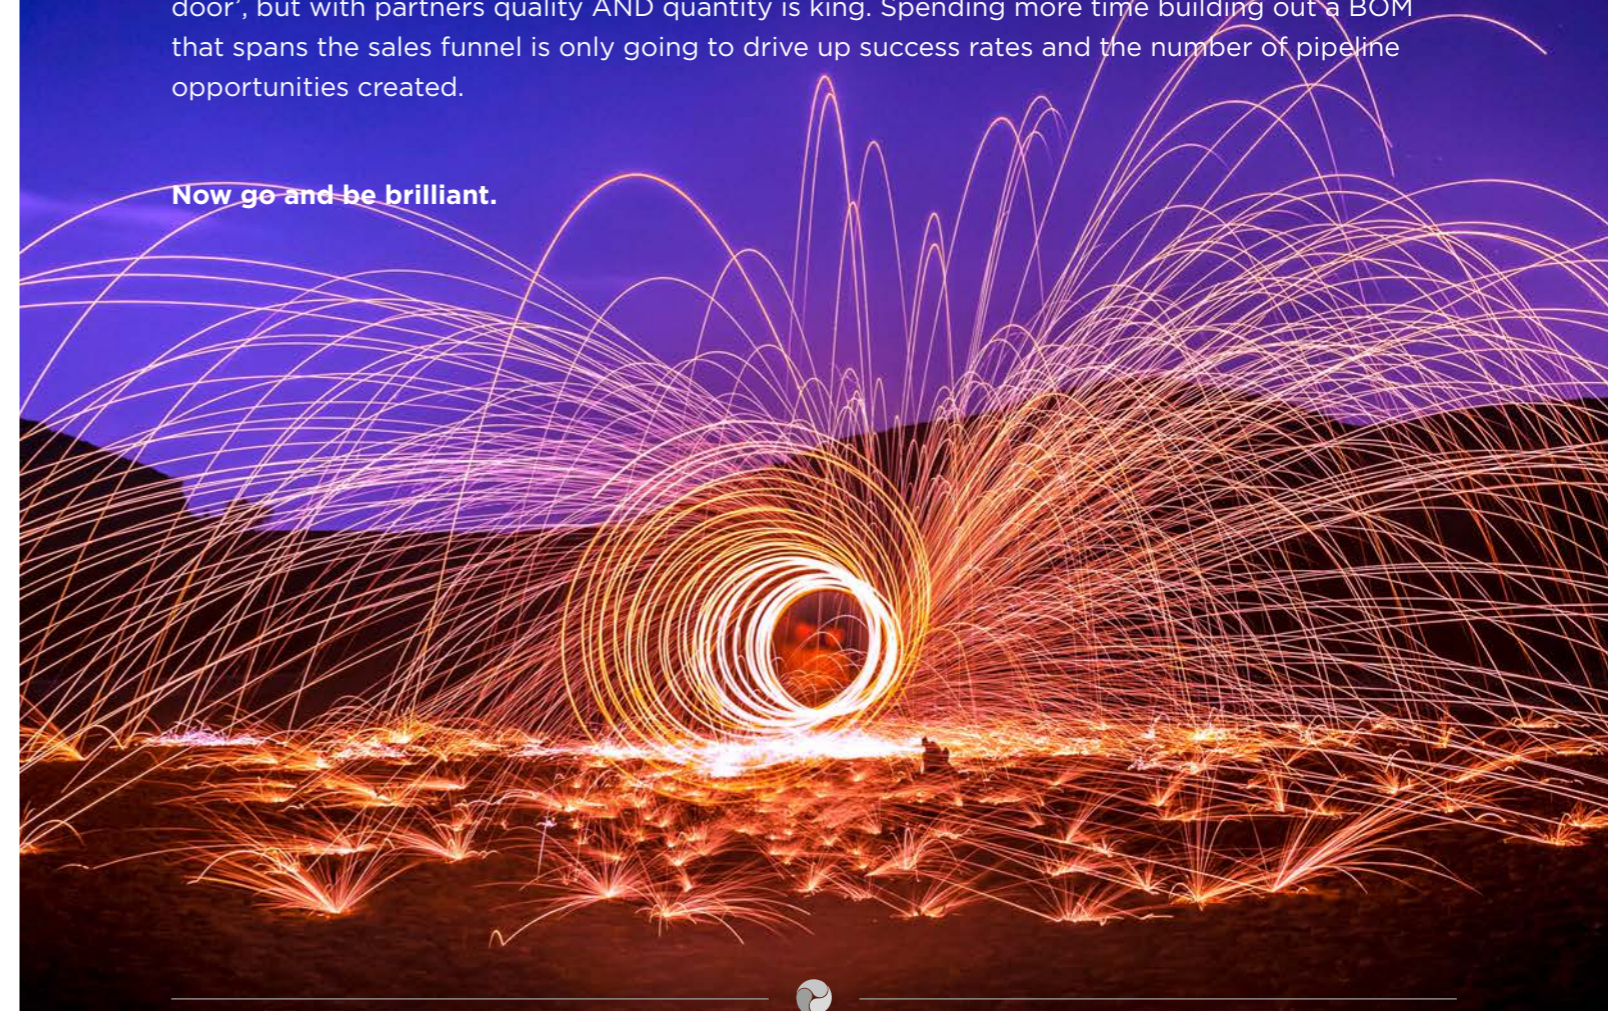 door’, but with partners quality AND quantity is king. Spending more time building out a BOM
that spans the sales funnel is only going to drive up success rates and the number of pipeline
opportunities created.
Now go and be brilliant.